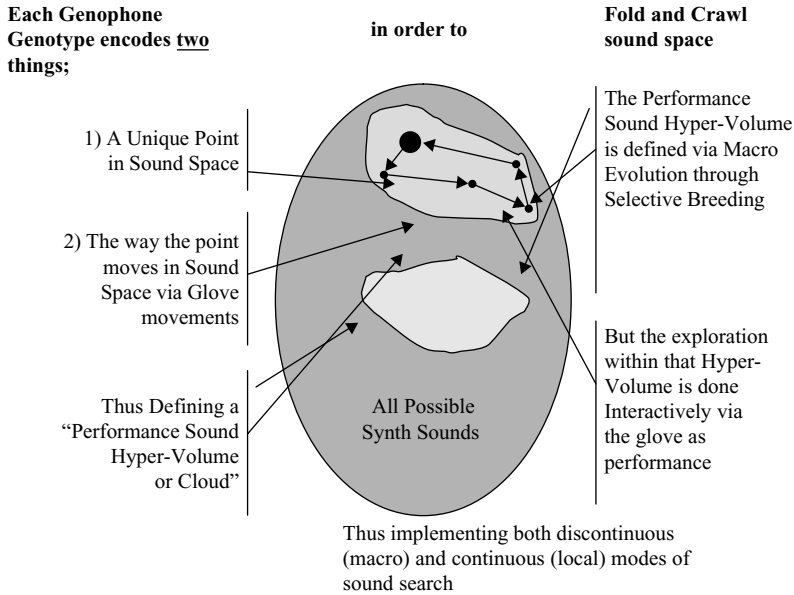 Each Genophone
Genotype encodes two
things;
in order to
Fold and Crawl
sound space
1) A Unique Point
in Sound Space
2) The way the point
moves in Sound
Space via Glove
movements
Thus Defining a
“Performance Sound
Hyper-Volume
or Cloud”
All Possible
Synth Sounds
The Performance
Sound Hyper-Volume
is defined via Macro
Evolution through
Selective Breeding
But the exploration
within that Hyper-
Volume is done
Interactively via
the glove as
performance
Thus implementing both discontinuous
(macro) and continuous (local) modes of
sound search